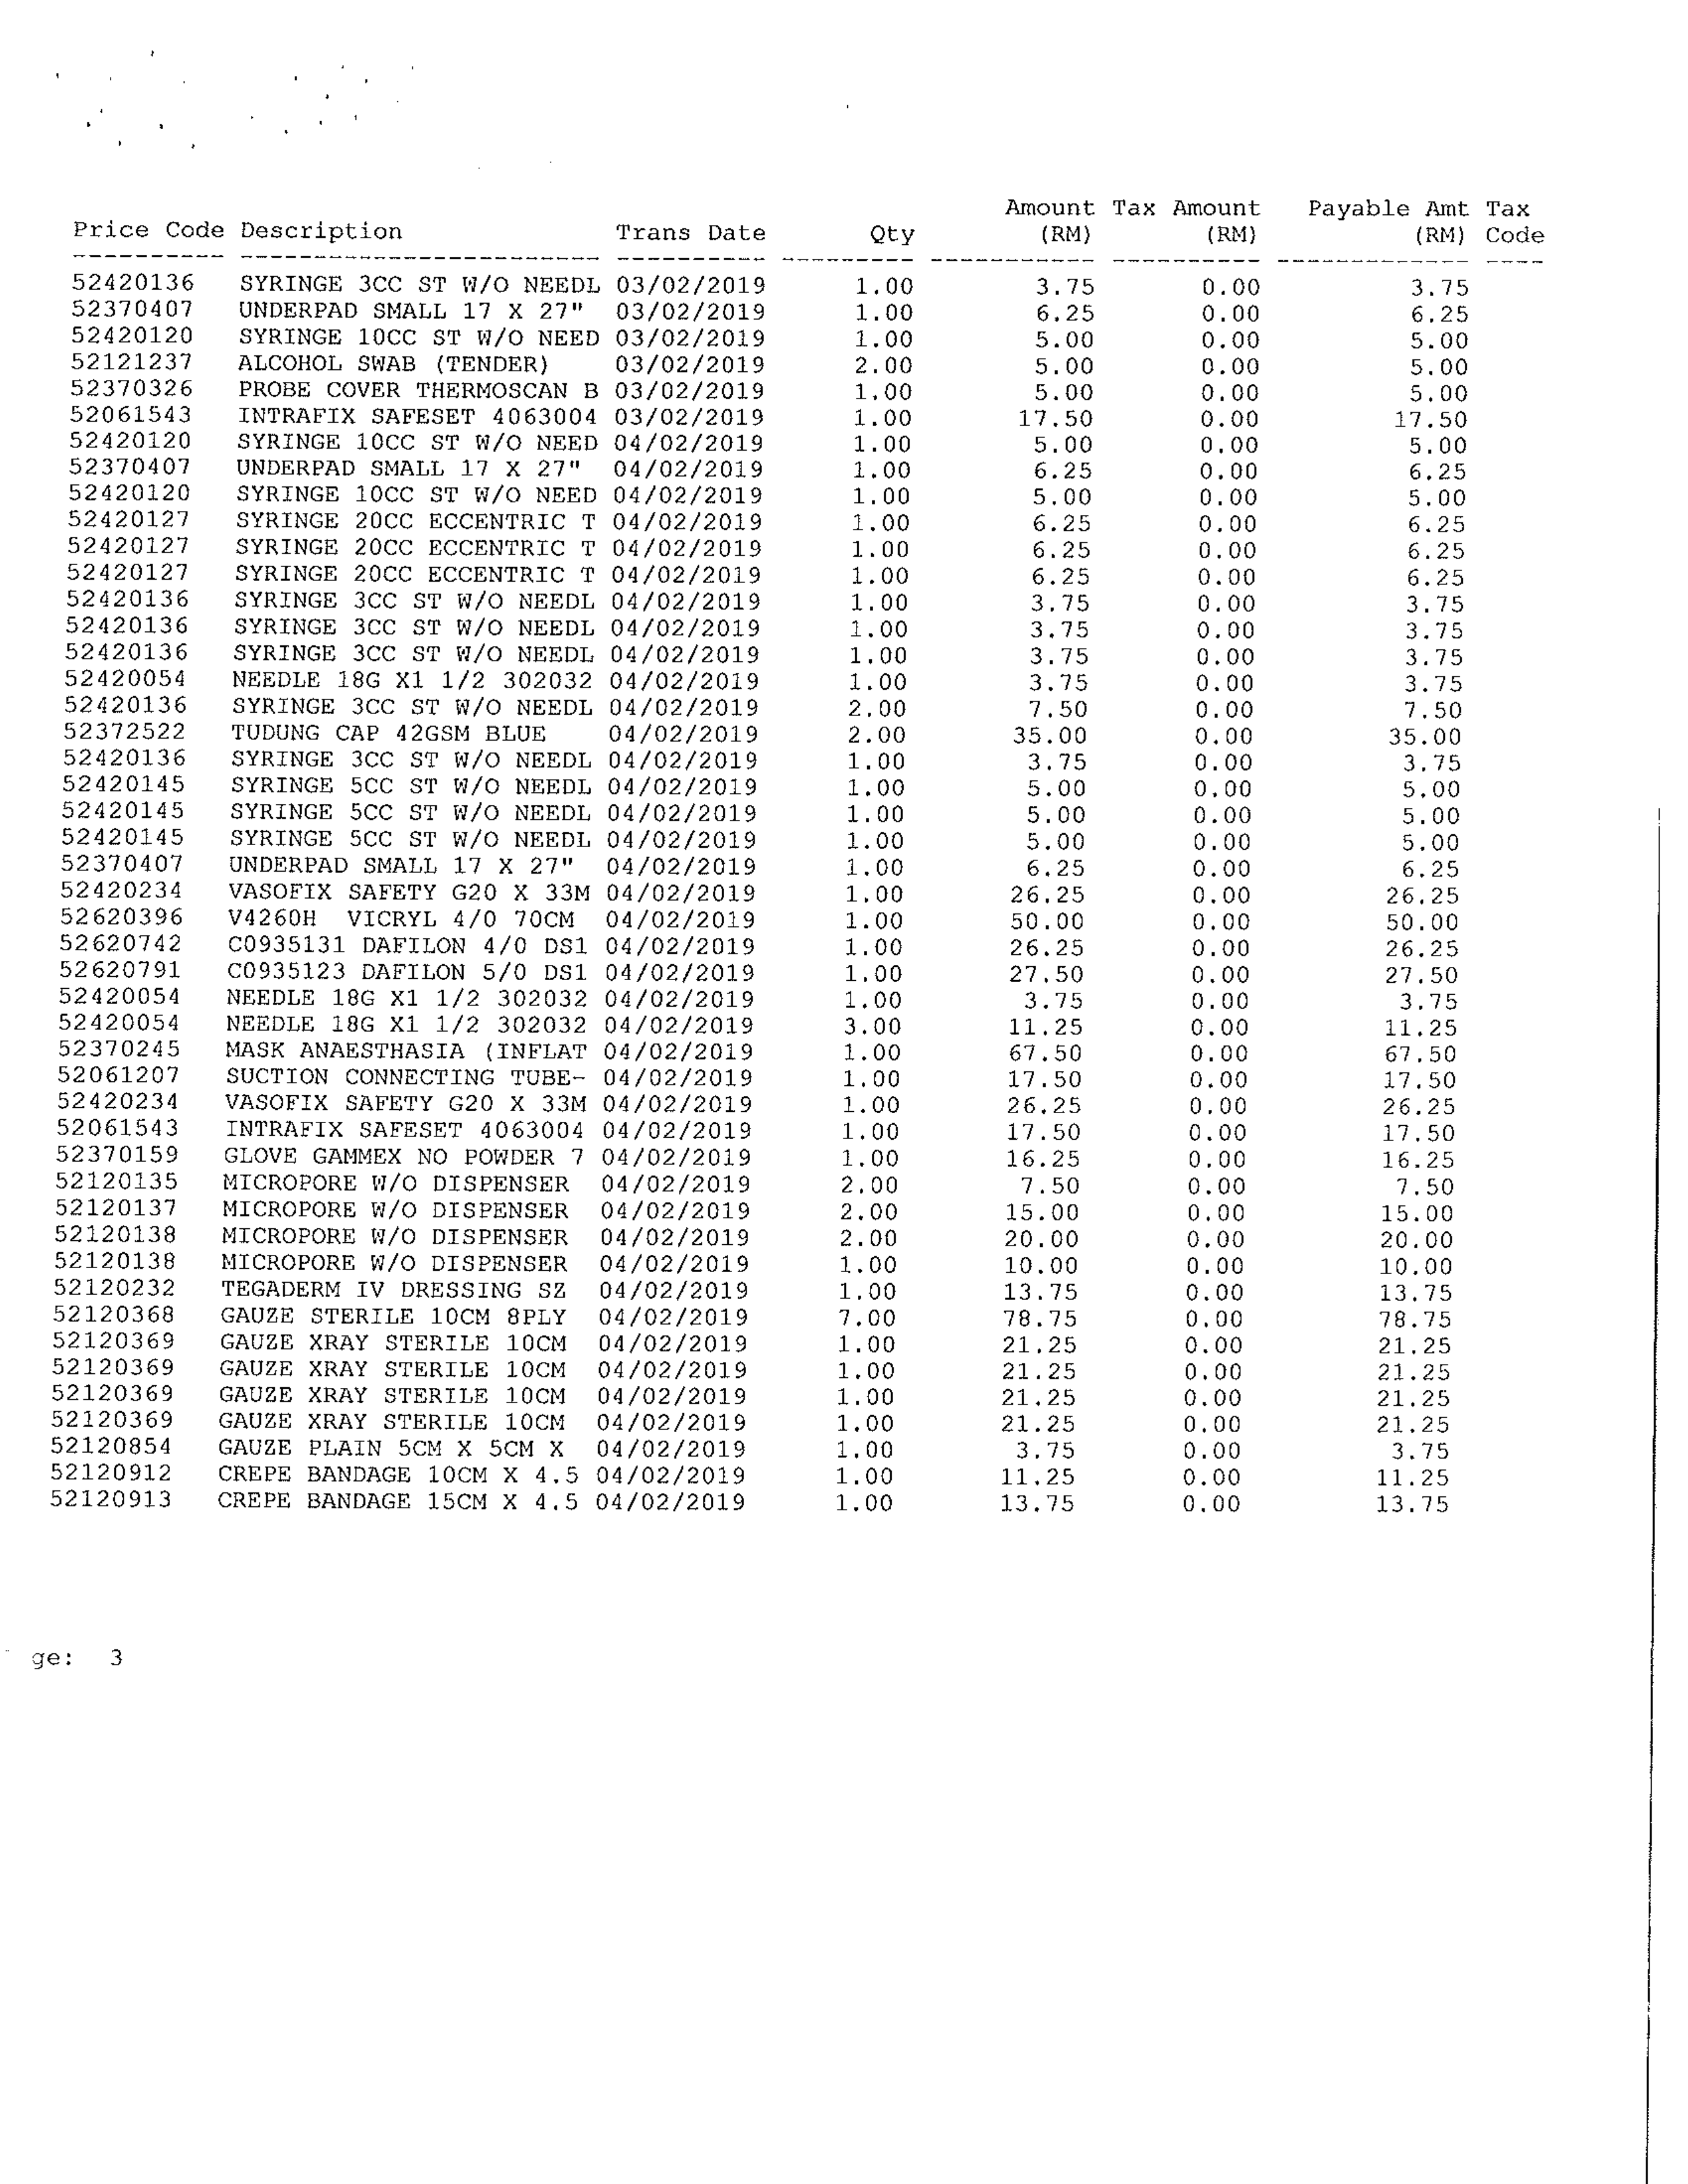 Amount Tax Amount Payable Amt Tax
Price Code Description Trans Date Qty (RM) (RM) (RM) Code
52420136 SYRINGE 3CC ST W/O NEEDL 03/02/2019 1.00 3.75 0.00 3.75
52370407 UNDERPAD SMALL 17 X 27" 03/02/2019 1.00 6.25 0.00 6.25
52420120 SYRINGE 10CC ST W/O NEED 03/02/2019 1.00 5.00 0.00 5.00
52121237 ALCOHOL SWAB (TENDER) 03/02/2019 2.00 5.00 0.00 5.00
52370326 PROBE COVER THERMOSCAN B 03/02/2019 1.00 5.00 0.00 5.00
52061543 INTRAFIX SAFESET 4063004 03/02/2019 1.00 17.50 0.00 17.50
52420120 SYRINGE 10CC ST W/O NEED 04/02/2019 1.00 5.00 0.00 5.00
52370407 UNDERPAD SMALL 17 X 27" 04/02/2019 1.00 6.25 0.00 6.25
52420120 SYRINGE 10CC ST W/O NEED 04/02/2019 1.00 5.00 0.00 5.00
52420127 SYRINGE 20CC ECCENTRIC T 04/02/2019 1.00 6.25 0.00 6.25
52420127 SYRINGE 20CC ECCENTRIC T 04/02/2019 1.00 6.25 0.00 6.25
52420127 SYRINGE 20CC ECCENTRIC T 04/02/2019 1.00 6.25 0.00 6.25
52420136 SYRINGE 3CC ST W/O NEEDL 04/02/2019 1.00 3.75 0.00 3.75
52420136 SYRINGE 3CC ST W/O NEEDL 04/02/2019 1.00 3.75 0.00 3.75
52420136 SYRINGE 3CC ST W/O NEEDL 04/02/2019 1.00 3.75 0.00 3.75
52420054 NEEDLE 18G X1 1/2 302032 04/02/2019 1.00 3.75 0.00 3.75
52420136 SYRINGE 3CC ST W/O NEEDL 04/02/2019 2.00 7.50 0.00 7.50
52372522 TUDUNG CAP 42GSM BLUE 04/02/2019 2.00 35.00 0.00 35.00
52420136 SYRINGE 3CC ST W/O NEEDL 04/02/2019 1.00 3.75 0.00 3.75
52420145 SYRINGE 5CC ST W/O NEEDL 04/02/2019 1.00 5.00 0.00 5.00
52420145 SYRINGE 5CC ST W/O NEEDL 04/02/2019 1.00 5.00 0.00 5.00
52420145 SYRINGE 5CC ST W/O NEEDL 04/02/2019 1.00 5.00 0.00 5.00
52370407 UNDERPAD SMALL 17 X 27" 04/02/2019 1.00 6.25 0.00 6.25
52420234 VASOFIX SAFETY G20 X 33M 04/02/2019 1.00 26.25 0.00 26.25
52620396 V4260H VICRYL 4/0 70CM 04/02/2019 1.00 50.00 0.00 50.00
52620742 C0935131 DAFILON 4/0 DS1 04/02/2019 1.00 26.25 0.00 26.25
52620791 C0935123 DAFILON 5/0 DS1 04/02/2019 1.00 27.50 0.00 27.50
52420054 NEEDLE 18G X1 1/2 302032 04/02/2019 1.00 3.75 0.00 3.75
52420054 NEEDLE 18G X1 1/2 302032 04/02/2019 3.00 11.25 0.00 11.25
52370245 MASK ANAESTHASIA (INFLAT 04/02/2019 1.00 67.50 0.00 67.50
52061207 SUCTION CONNECTING TUBE- 04/02/2019 1.00 17.50 0.00 17.50
52420234 VASOFIX SAFETY G20 X 33M 04/02/2019 1.00 26.25 0.00 26.25
52061543 INTRAFIX SAFESET 4063004 04/02/2019 1.00 17.50 0.00 17.50
52370159 GLOVE GAMMEX NO POWDER 7 04/02/2019 1.00 16.25 0.00 16.25
52120135 MICROPORE W/O DISPENSER 04/02/2019 2.00 7.50 0.00 7.50
52120137 MICROPORE W/O DISPENSER 04/02/2019 2.00 15.00 0.00 15.00
52120138 MICROPORE W/O DISPENSER 04/02/2019 2.00 20.00 0.00 20.00
52120138 MICROPORE W/O DISPENSER 04/02/2019 1.00 10.00 0.00 10.00
52120232 TEGADERM IV DRESSING SZ 04/02/2019 1.00 13.75 0.00 13.75
52120368 GAUZE STERILE 10CM 8PLY 04/02/2019 7.00 78.75 0.00 78.75
52120369 GAUZE XRAY STERILE 10CM 04/02/2019 1.00 21.25 0.00 21.25
52120369 GAUZE XRAY STERILE 10CM 04/02/2019 1.00 21.25 0.00 21.25
52120369 GAUZE XRAY STERILE 10CM 04/02/2019 1.00 21.25 0.00 21.25
52120369 GAUZE XRAY STERILE 10CM 04/02/2019 1.00 21.25 0.00 21.25
52120854 GAUZE PLAIN 5CM X 5CM X 04/02/2019 1.00 3.75 0.00 3.75
52120912 CREPE BANDAGE 10CM X 4.5 04/02/2019 1.00 11.25 0.00 11.25
52120913 CREPE BANDAGE 15CM X 4.5 04/02/2019 1.00 13.75 0.00 13.75
ge: 3